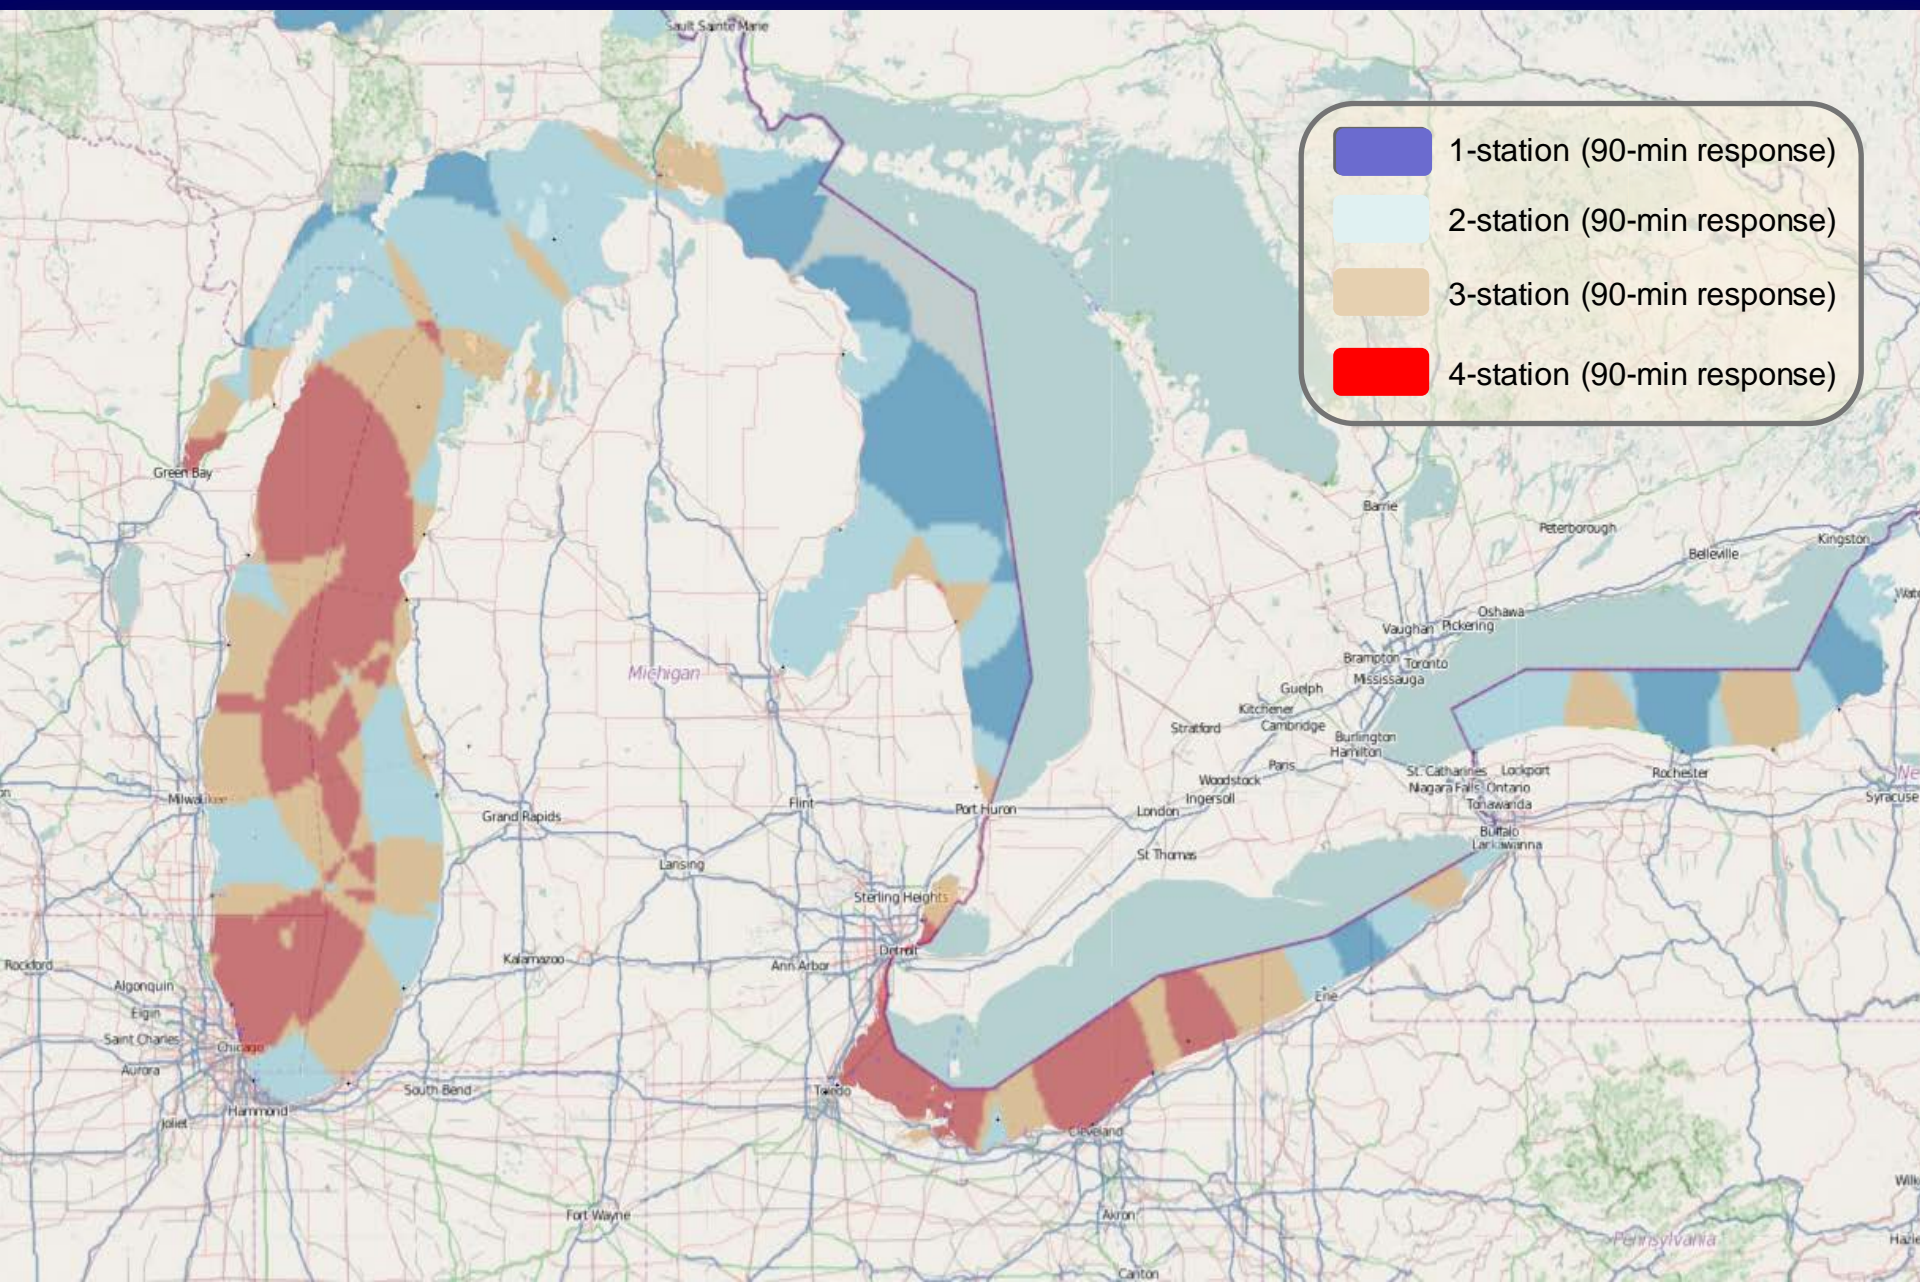 Sault Sainte Marie
1-station (90-min response)
2-station (90-min response)
3-station (90-min response)
4-station (90-min response)
Green Bay
Barrie
Peterborough
Kingston
Belleville
Oshawa
Vaughan
Pickering
Brampton
Toronto
Mississauga
Michigan
Guelph
Kitchener
Cambridge
Stratford
Burlington
Hamilton
Paris
St. Catharines
Lockport
Rochester
Woodstock
Niagara Falls, Ontario
Ingersoll
Tonawanda
Syracuse
Milwaukee
Flint
Port Huron
London
Grand Rapids
Buffalo
Lackawanna
St Thomas
Lansing
Sterling Heights
Detroit
Rockford
Kalamazoo
Ann Arbor
Algonquin
Erie
Elgin
Saint Charles
Chicago
Aurora
South Bend
Toledo
Hammond
Joliet
Cleveland
Fort Wayne
Akron
Pennsylvania
Canton